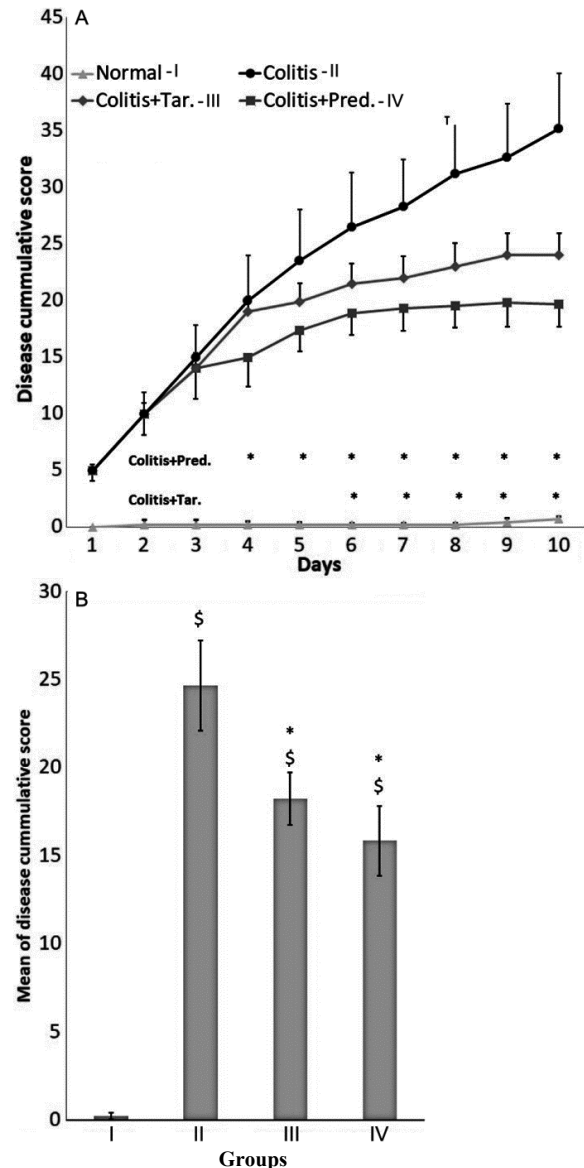 A
45
40
35
30
25
20
15
10
5
0
Disease cummulative score
Normal -I
Colitis -II
Colitis+Tar. -III
Colitis+Pred. -IV
Colitis+Pred. * * * * * * *
Colitis+Tar. * * * * *
1 2 3 4 5 6 7 8 9 10
Days
B
30
25
20
15
10
5
0
Mean of disease cummulative score
$
*
$
*
$
I II III IV
Groups